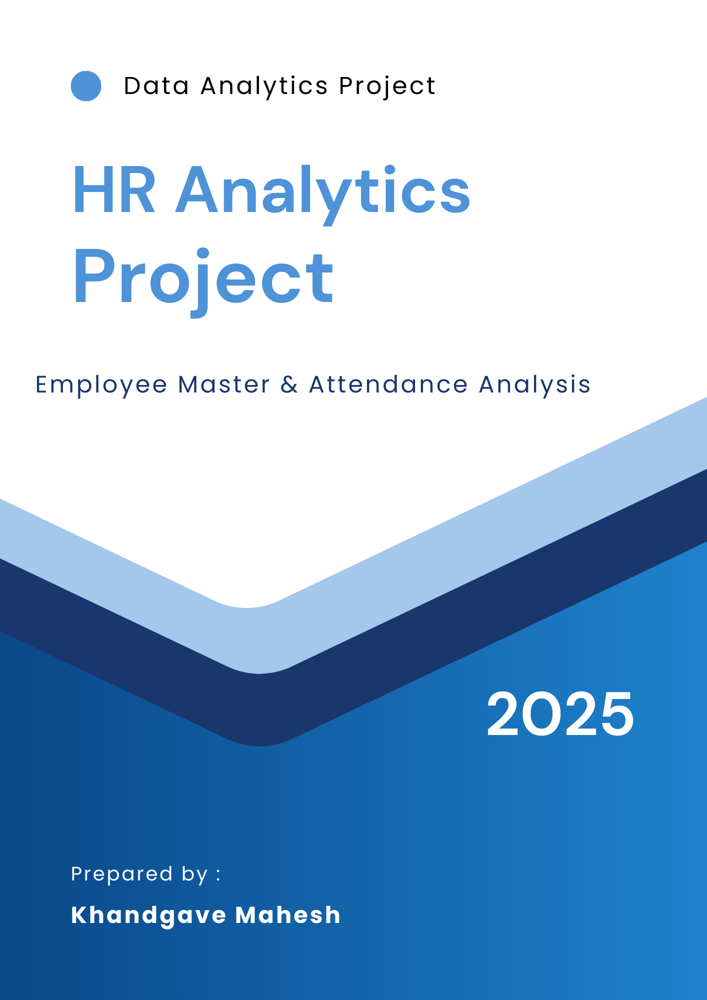 Data Analytics Project
HR Analytics
Project
Employee Master & Attendance Analysis
2025
Prepared by :
Khandgave Mahesh